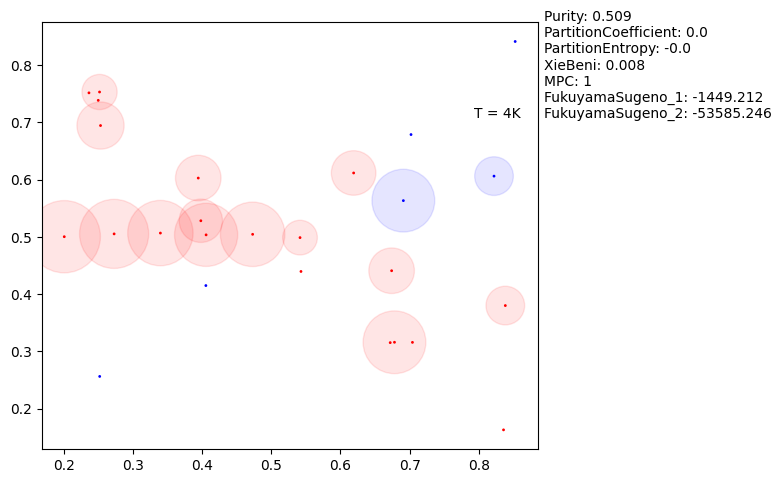 Purity: 0.509
PartitionCoefficient: 0.0
PartitionEntropy: -0.0
XieBeni: 0.008
MPC: 1
FukuyamaSugeno_1: -1449.212
FukuyamaSugeno_2: -53585.246
T = 4K
0.8
0.7
0.6
0.5
0.4
0.3
0.2
0.2 0.3 0.4 0.5 0.6 0.7 0.8